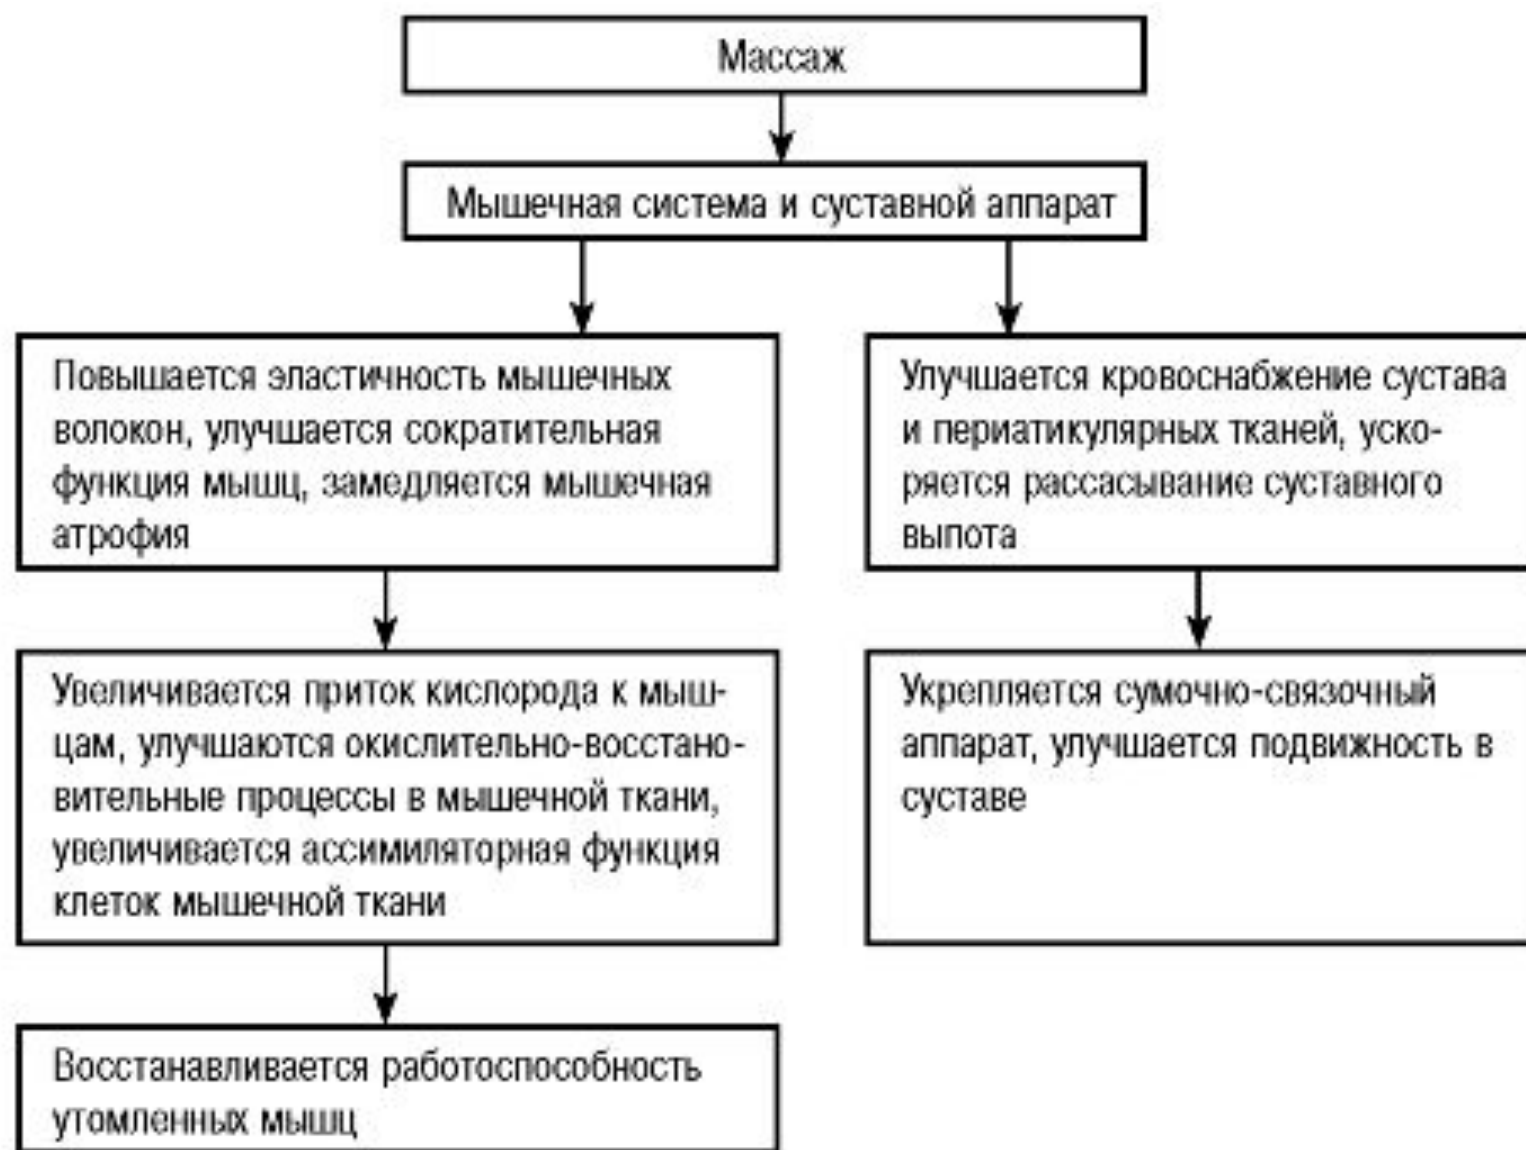 Массаж
Мышечная система и суставной аппарат
Повышается эластичность мышечных
волокон, улучшается сократительная
функция мышц, замедляется мышечная
атрофия
Улучшается кровоснабжение сустава
и периатикулярных тканей, уско-
ряется рассасывание суставного
выпота
Увеличивается приток кислорода к мыш-
цам, улучшаются окислительно-восстано-
вительные процессы в мышечной ткани,
увеличивается ассимиляторная функция
клеток мышечной ткани
Укрепляется сумочно-связочный
аппарат, улучшается подвижность в
суставе
Восстанавливается работоспособность
утомленных мышц